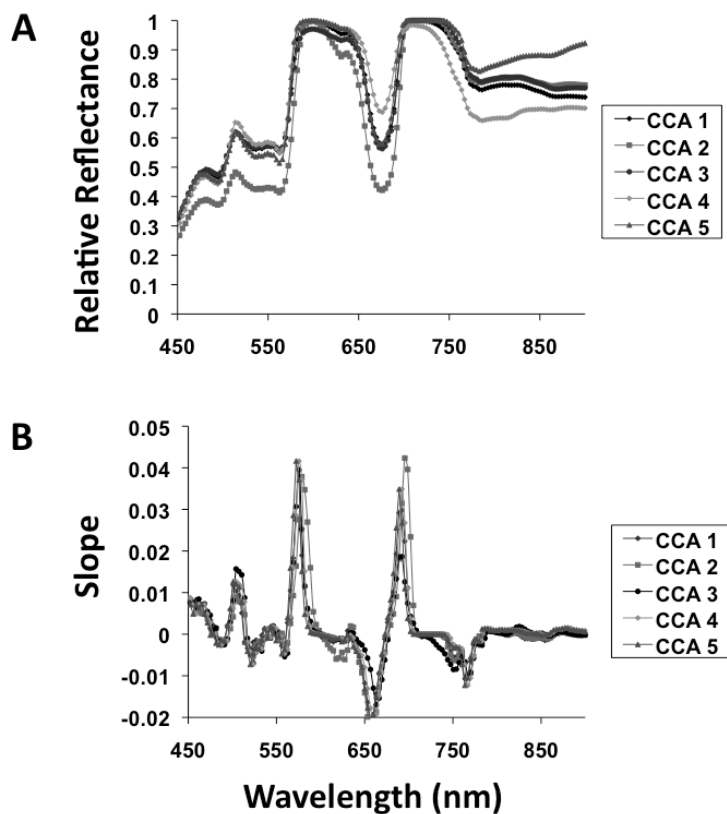 A
Relative Reflectance
1
0.9
0.8
0.7
0.6
0.5
0.4
0.3
0.2
0.1
0
450 550 650 750 850
CCA 1
CCA 2
CCA 3
CCA 4
CCA 5
B
Slope
0.05
0.04
0.03
0.02
0.01
0
-0.01
-0.02
450 550 650 750 850
Wavelength (nm)
CCA 1
CCA 2
CCA 3
CCA 4
CCA 5